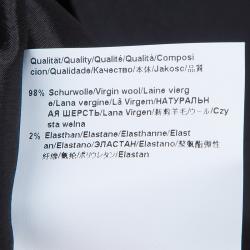 Qualität/Quality/Qualité/Qualità/Composi
cion/Qualidade/Качество/本体/Jakosc/品質
98% Schurwolle/Virgin wool/Laine vierg
e/Lana vergine/Lã Virgem/НАТУРАЛЬН
АЯ ШЕРСТЬ/Lana Virgen/新剪羊毛/ウール/Czy
sta welna
2% Elasthan/Elastane/Elasthanne/Elast
an/Elastano/ЭЛАСТАН/Elastano/聚氨酯弹性
纤维/氨纶/ポリウレタン/Elastan